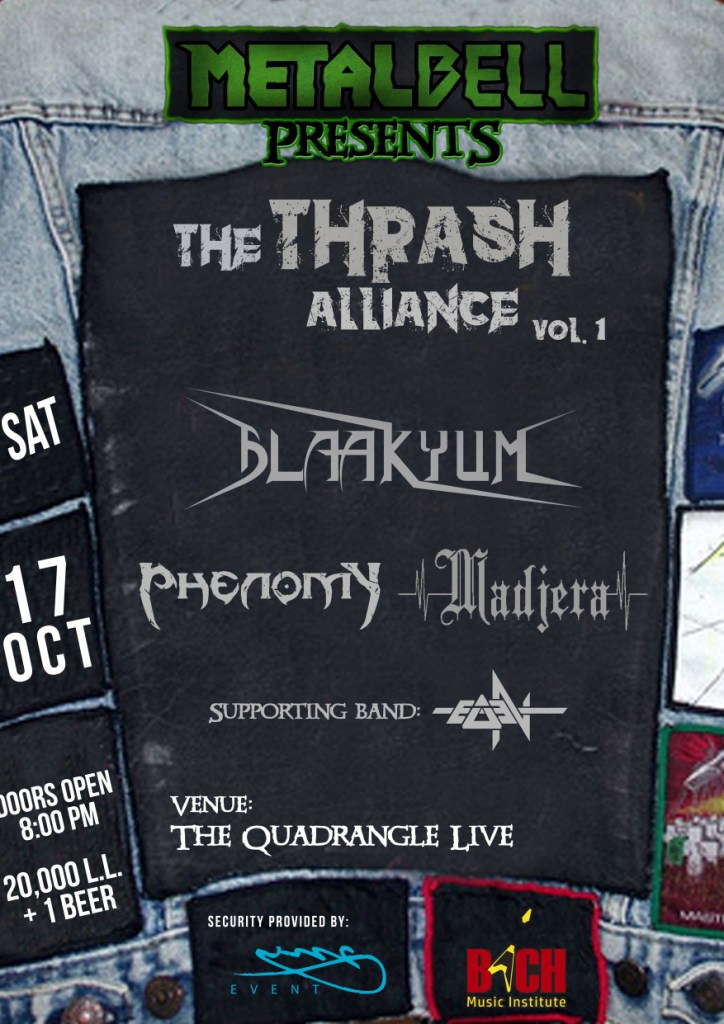 METALBELL
PRESENTS
THE THRASH
ALLIANCE VOL. 1
SAT
17
OCT
BLAAKYUM
PHENOMY
Madjera
SUPPORTING BAND:
DOORS OPEN
8:00 PM
20,000 L.L.
+ 1 BEER
VENUE:
THE QUADRANGLE LIVE
SECURITY PROVIDED BY:
EVENT
BACH
Music Institute